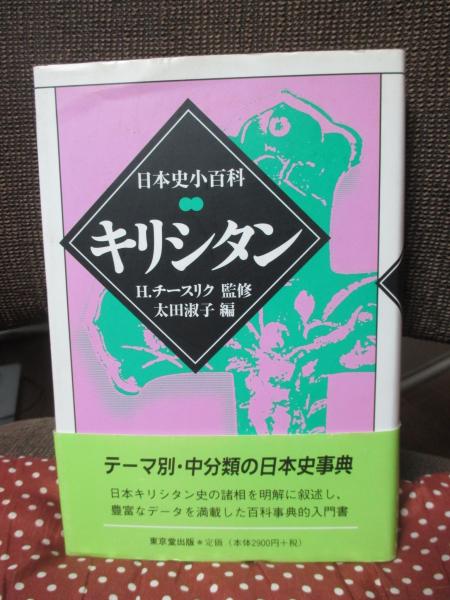 日本史小百科
キリシタン
H.チースリク 監修
太田淑子 編
テーマ別・中分類の日本史事典
日本キリシタン史の諸相を明解に叙述し、
豊富なデータを満載した百科事典的入門書
東京堂出版＊定価（本体2900円＋税）